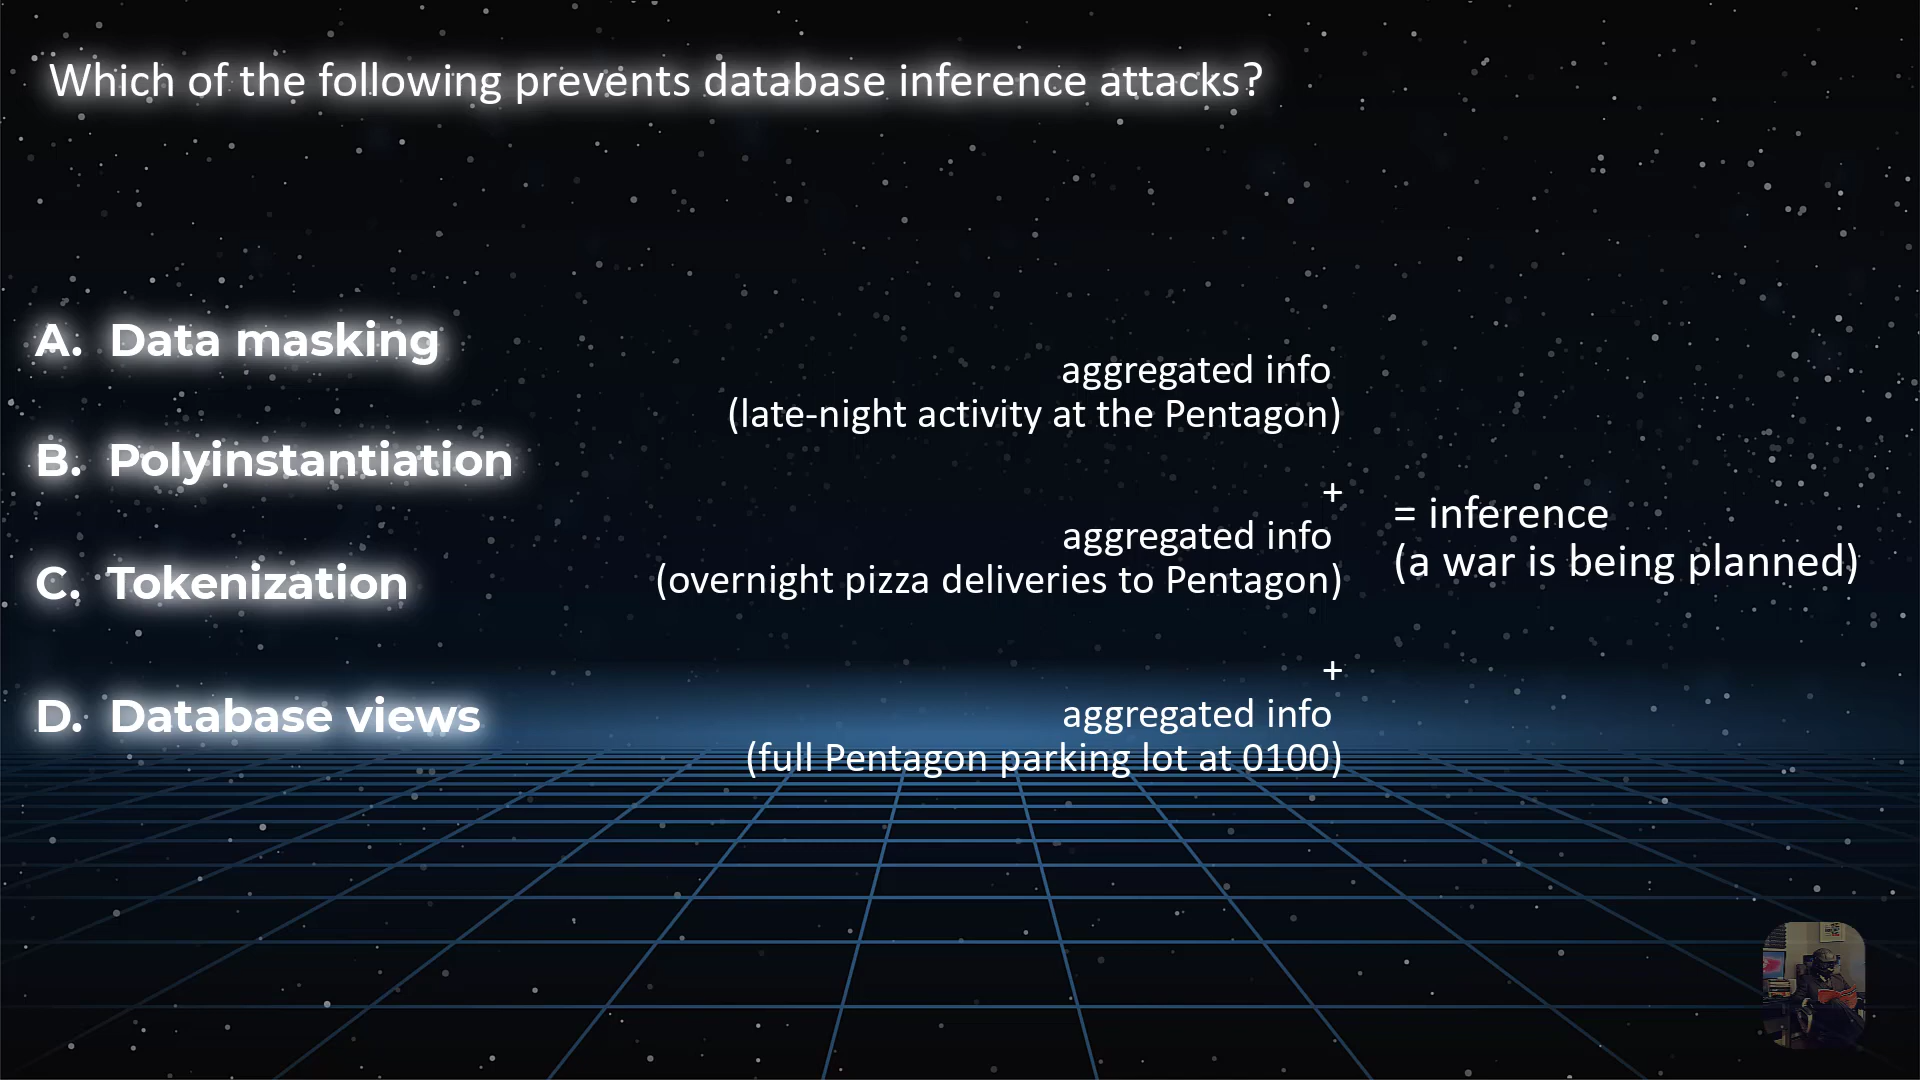 Which of the following prevents database inference attacks?
A. Data masking
B. Polyinstantiation
C. Tokenization
D. Database views
aggregated info
(late-night activity at the Pentagon)
+
aggregated info
(overnight pizza deliveries to Pentagon)
+
aggregated info
(full Pentagon parking lot at 0100)
= inference
(a war is being planned)